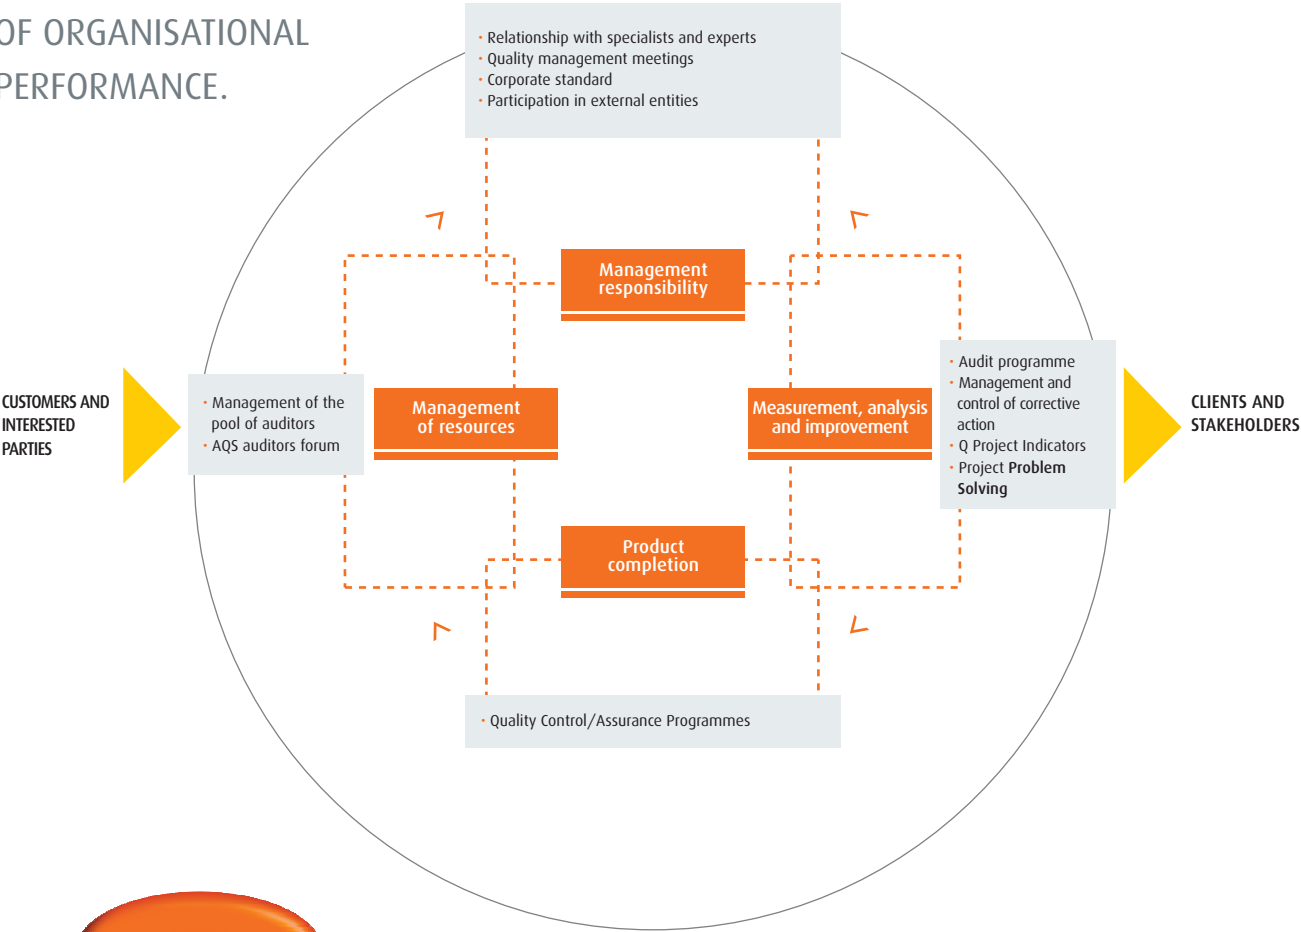 OF ORGANISATIONAL
PERFORMANCE.
• Relationship with specialists and experts
• Quality management meetings
• Corporate standard
• Participation in external entities
Management
responsibility
CUSTOMERS AND
INTERESTED
PARTIES
• Management of the
pool of auditors
• AQS auditors forum
Management
of resources
Measurement, analysis
and improvement
• Audit programme
• Management and
control of corrective
action
• Q Project Indicators
• Project Problem
Solving
CLIENTS AND
STAKEHOLDERS
Product
completion
• Quality Control/Assurance Programmes